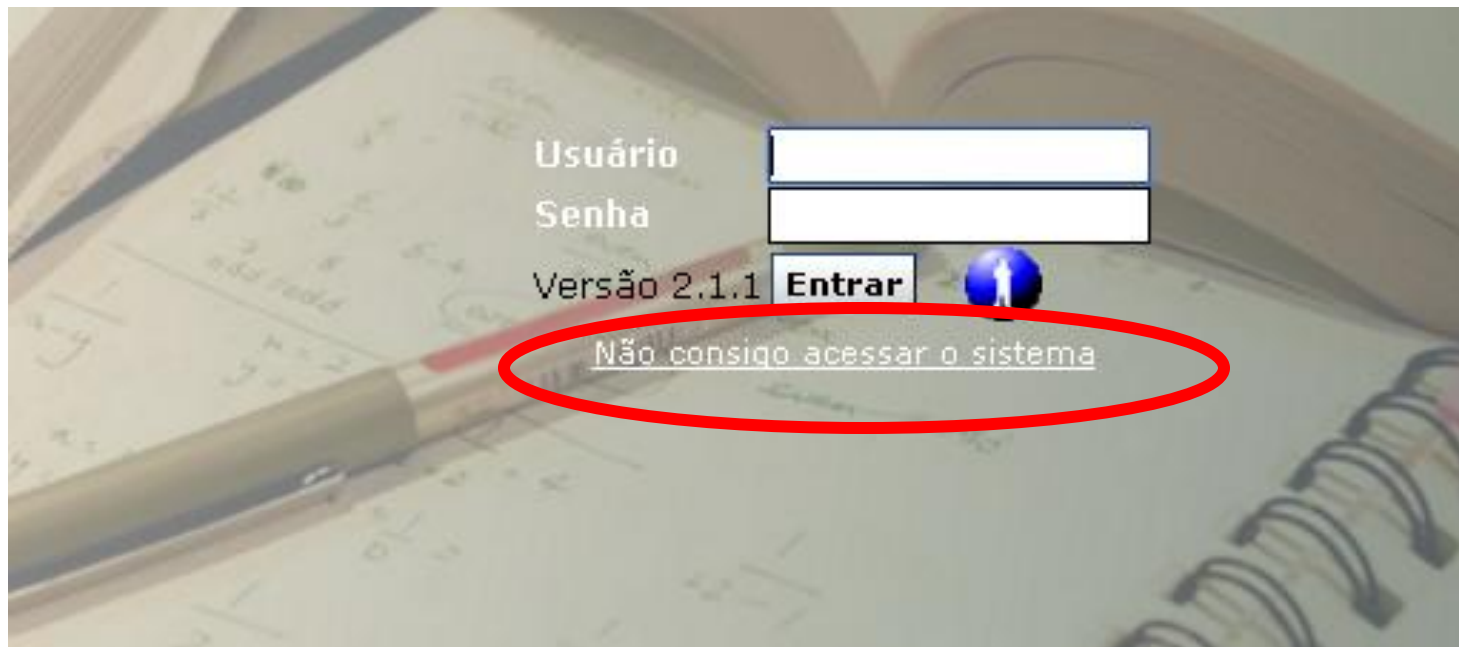 Usuário
Senha
Versão 2.1.1 Entrar
Não consigo acessar o sistema